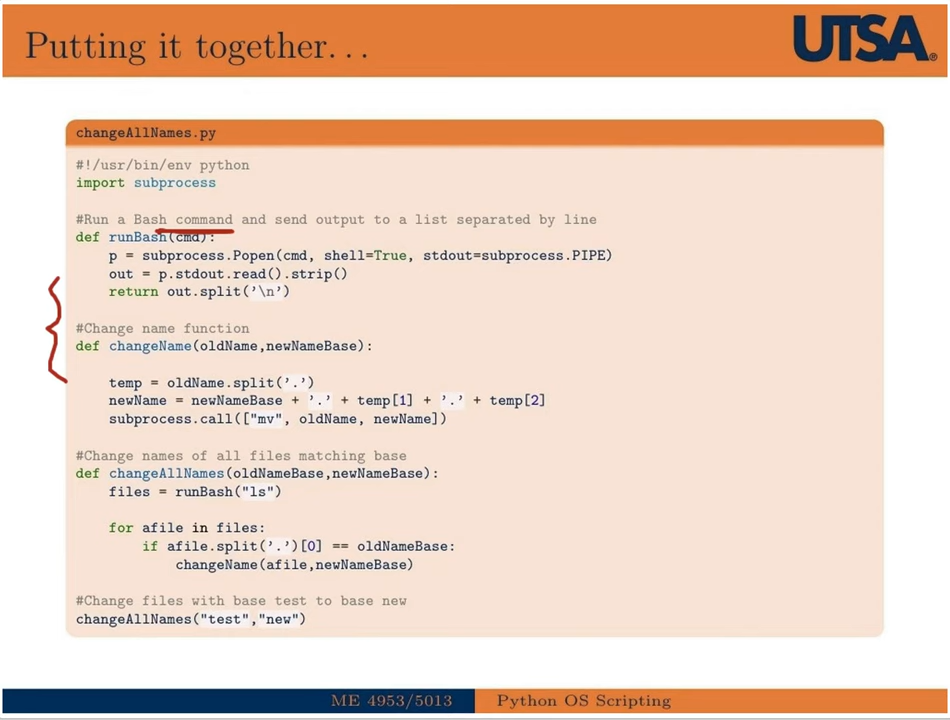 Putting it together...
UTSA®
changeAllNames.py
#!/usr/bin/env python
import subprocess
#Run a Bash command and send output to a list separated by line
def runBash(cmd):
    p = subprocess.Popen(cmd, shell=True, stdout=subprocess.PIPE)
    out = p.stdout.read().strip()
    return out.split('\n')
#Change name function
def changeName(oldName,newNameBase):
    temp = oldName.split('.')
    newName = newNameBase + '.' + temp[1] + '.' + temp[2]
    subprocess.call(["mv", oldName, newName])
#Change names of all files matching base
def changeAllNames(oldNameBase,newNameBase):
    files = runBash("ls")
    for afile in files:
        if afile.split('.')[0] == oldNameBase:
            changeName(afile,newNameBase)
#Change files with base test to base new
changeAllNames("test","new")
ME 4953/5013 Python OS Scripting